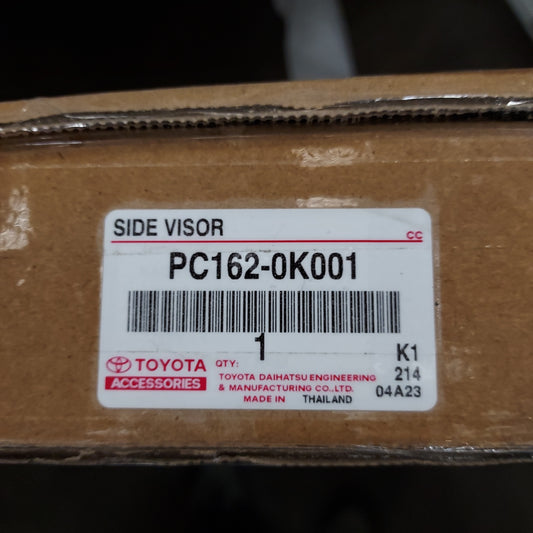 SIDE VISOR
CC
PC162-0K001
1
K1
TOYOTA
ACCESSORIES
QTY:
TOYOTA DAIHATSU ENGINEERING
& MANUFACTURING CO.,LTD.
MADE IN THAILAND
214
04A23